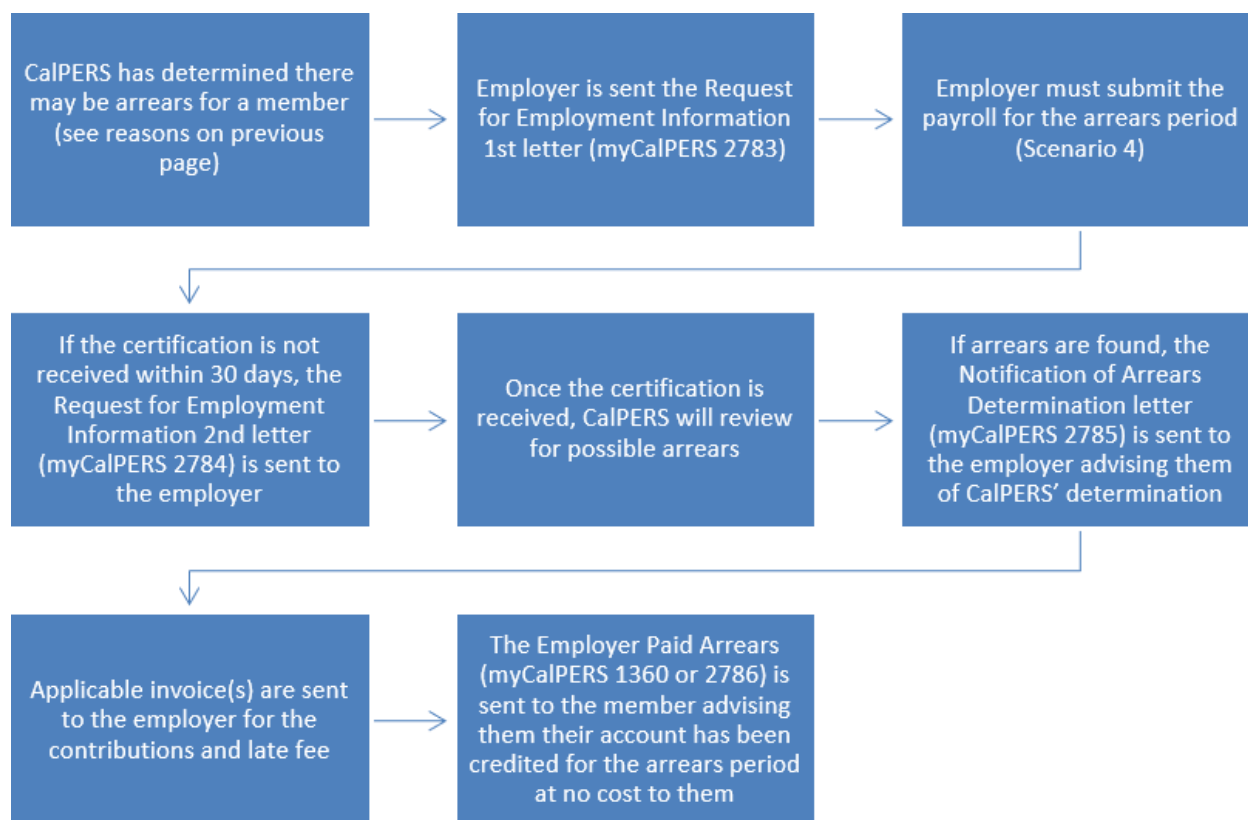 CalPERS has determined there
may be arrears for a member
(see reasons on previous
page)
Employer is sent the Request
for Employment Information
1st letter (myCalPERS 2783)
Employer must submit the
payroll for the arrears period
(Scenario 4)
If the certification is not
received within 30 days, the
Request for Employment
Information 2nd letter
(myCalPERS 2784) is sent to
the employer
Once the certification is
received, CalPERS will review
for possible arrears
If arrears are found, the
Notification of Arrears
Determination letter
(myCalPERS 2785) is sent to
the employer advising them
of CalPERS’ determination
Applicable invoice(s) are sent
to the employer for the
contributions and late fee
The Employer Paid Arrears
(myCalPERS 1360 or 2786) is
sent to the member advising
them their account has been
credited for the arrears period
at no cost to them